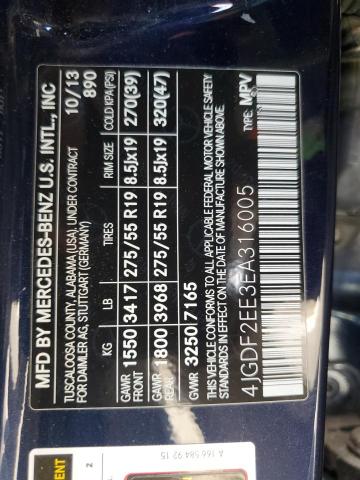 MFD BY MERCEDES-BENZ U.S. INTL., INC
TUSCALOOSA COUNTY, ALABAMA (USA), UNDER CONTRACT 10/13
FOR DAIMLER AG, STUTTGART (GERMANY) 890
KG LB TIRES RIM SIZE COLD KPA(PSI)
GAWR FRONT 1550 3417 275/55 R19 8.5Jx19 270(39)
GAWR REAR 1800 3968 275/55 R19 8.5Jx19 320(47)
GVWR 3250 7165
THIS VEHICLE CONFORMS TO ALL APPLICABLE FEDERAL MOTOR VEHICLE SAFETY
STANDARDS IN EFFECT ON THE DATE OF MANUFACTURE SHOWN ABOVE.
4JGDF2EE3EA316005 TYPE: MPV
A 166 584 92 15
2